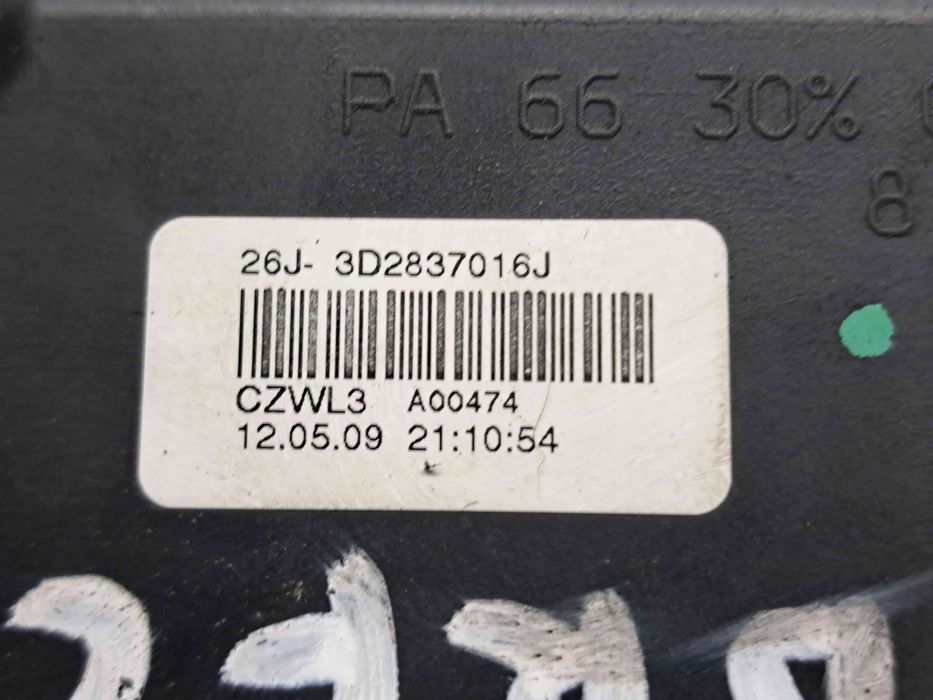 PA 66 30%
8
26J- 3D2837016J
CZWL3 A00474
12.05.09 21:10:54